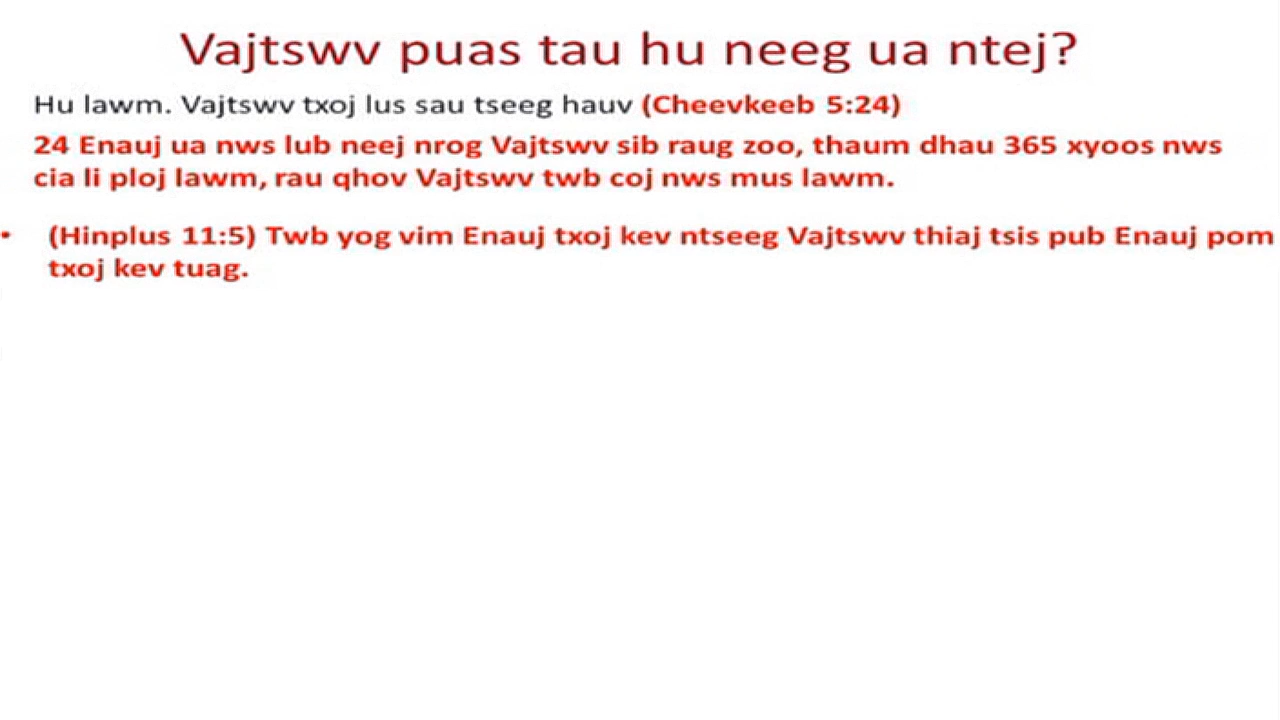 Vajtswv puas tau hu neeg ua ntej?
Hu lawm. Vajtswv txoj lus sau tseeg hauv (Cheevkeeb 5:24)
24 Enauj ua nws lub neej nrog Vajtswv sib raug zoo, thaum dhau 365 xyoos nws
cia li ploj lawm, rau qhov Vajtswv twb coj nws mus lawm.
• (Hinplus 11:5) Twb yog vim Enauj txoj kev ntseeg Vajtswv thiaj tsis pub Enauj pom
txoj kev tuag.